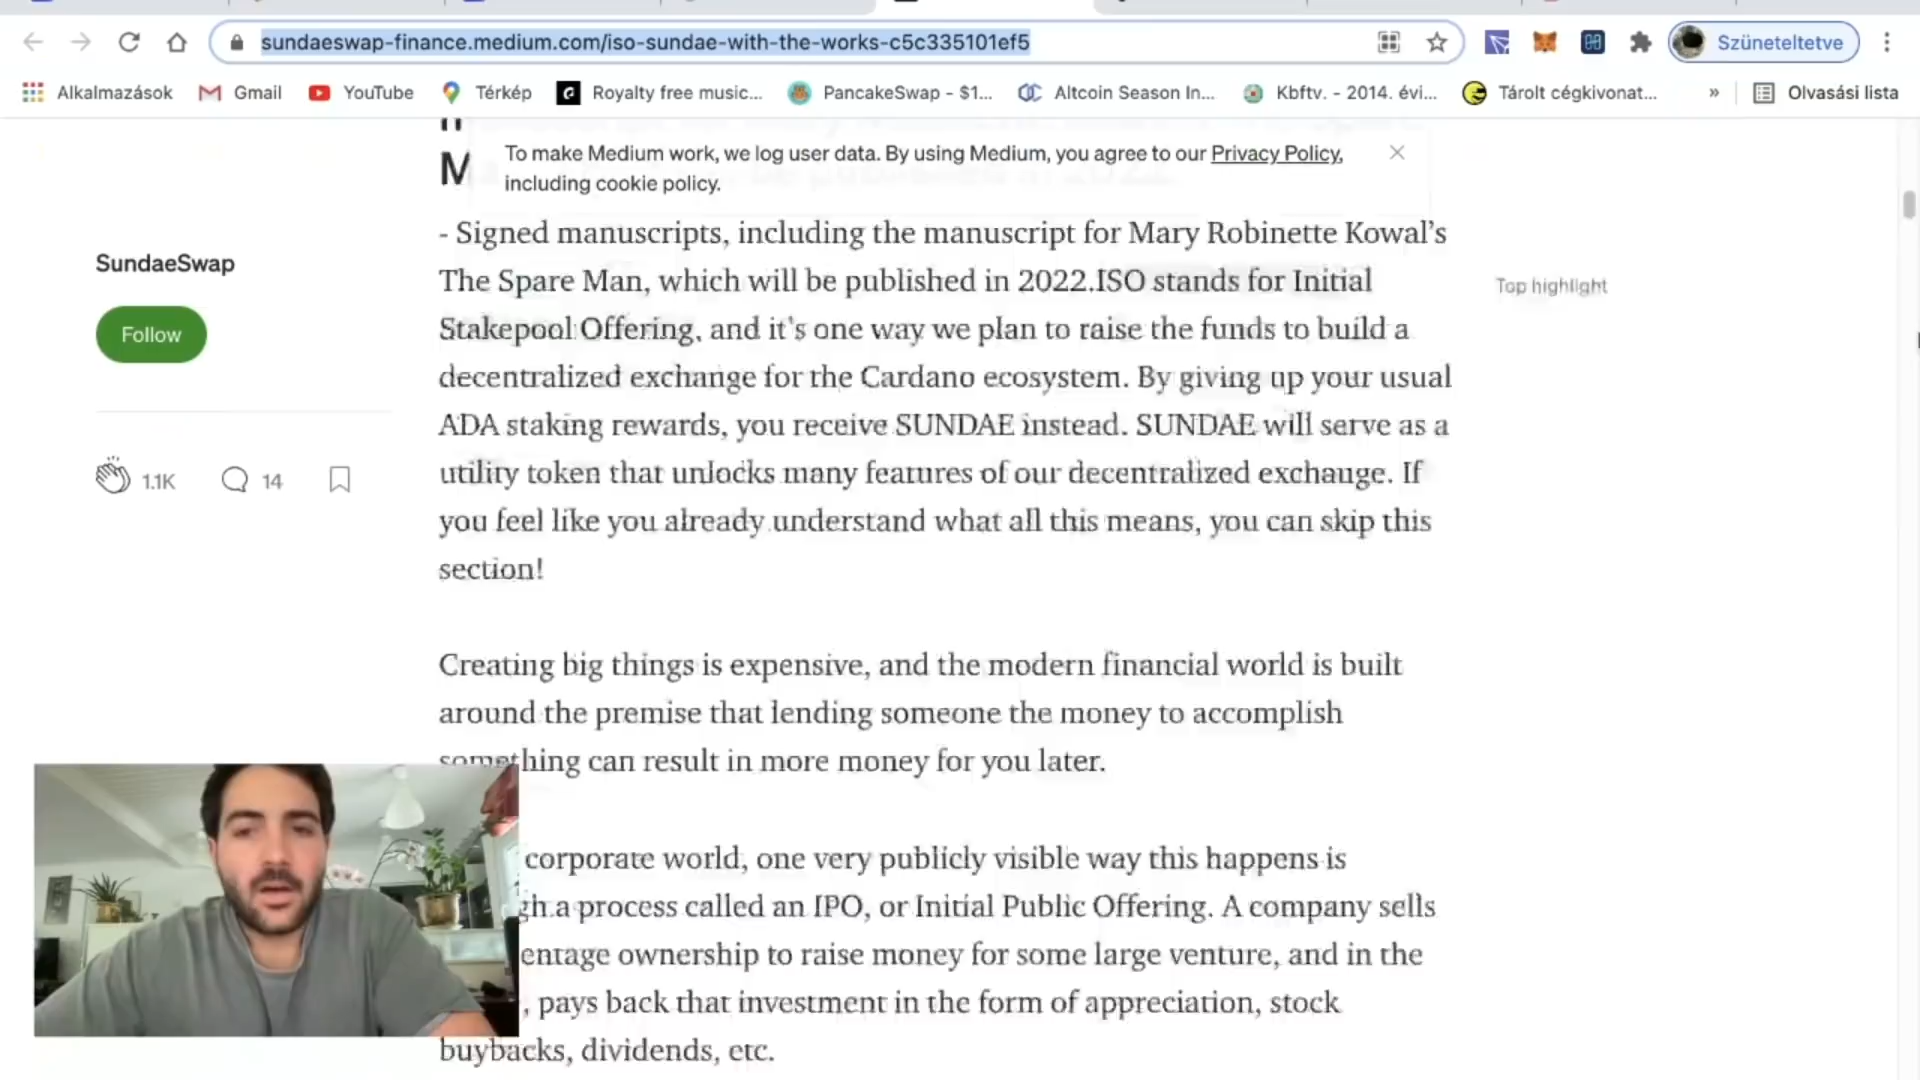 sundaeswap-finance.medium.com/iso-sundae-with-the-works-c5c335101ef5
Szüneteltetve
Alkalmazások
Gmail
YouTube
Térkép
Royalty free music...
PancakeSwap - $1...
Altcoin Season In...
Kbftv. - 2014. évi...
Tárolt cégkivonat...
»
Olvasási lista
To make Medium work, we log user data. By using Medium, you agree to our Privacy Policy,
including cookie policy.
- Signed manuscripts, including the manuscript for Mary Robinette Kowal’s
The Spare Man, which will be published in 2022.ISO stands for Initial
Stakepool Offering, and it’s one way we plan to raise the funds to build a
decentralized exchange for the Cardano ecosystem. By giving up your usual
ADA staking rewards, you receive SUNDAE instead. SUNDAE will serve as a
utility token that unlocks many features of our decentralized exchange. If
you feel like you already understand what all this means, you can skip this
section!
SundaeSwap
Follow
1.1K
14
Top highlight
Creating big things is expensive, and the modern financial world is built
around the premise that lending someone the money to accomplish
something can result in more money for you later.
corporate world, one very publicly visible way this happens is
gh a process called an IPO, or Initial Public Offering. A company sells
entage ownership to raise money for some large venture, and in the
, pays back that investment in the form of appreciation, stock
buybacks, dividends, etc.